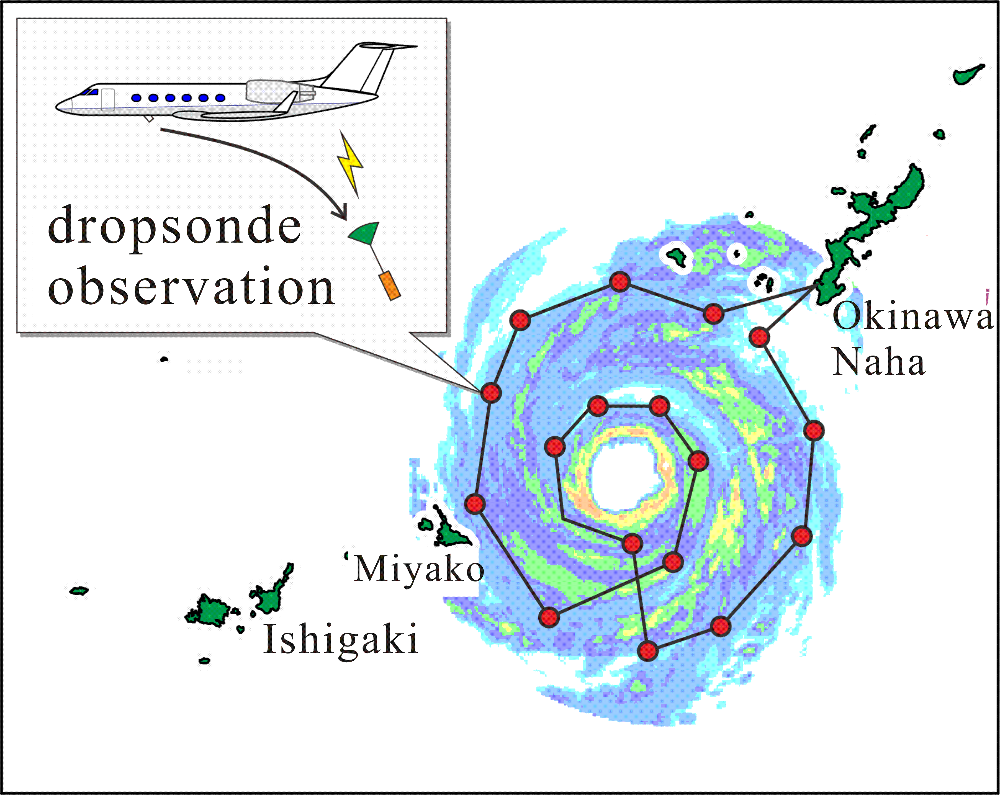 dropsonde
observation
Okinawa
Naha
Miyako
Ishigaki